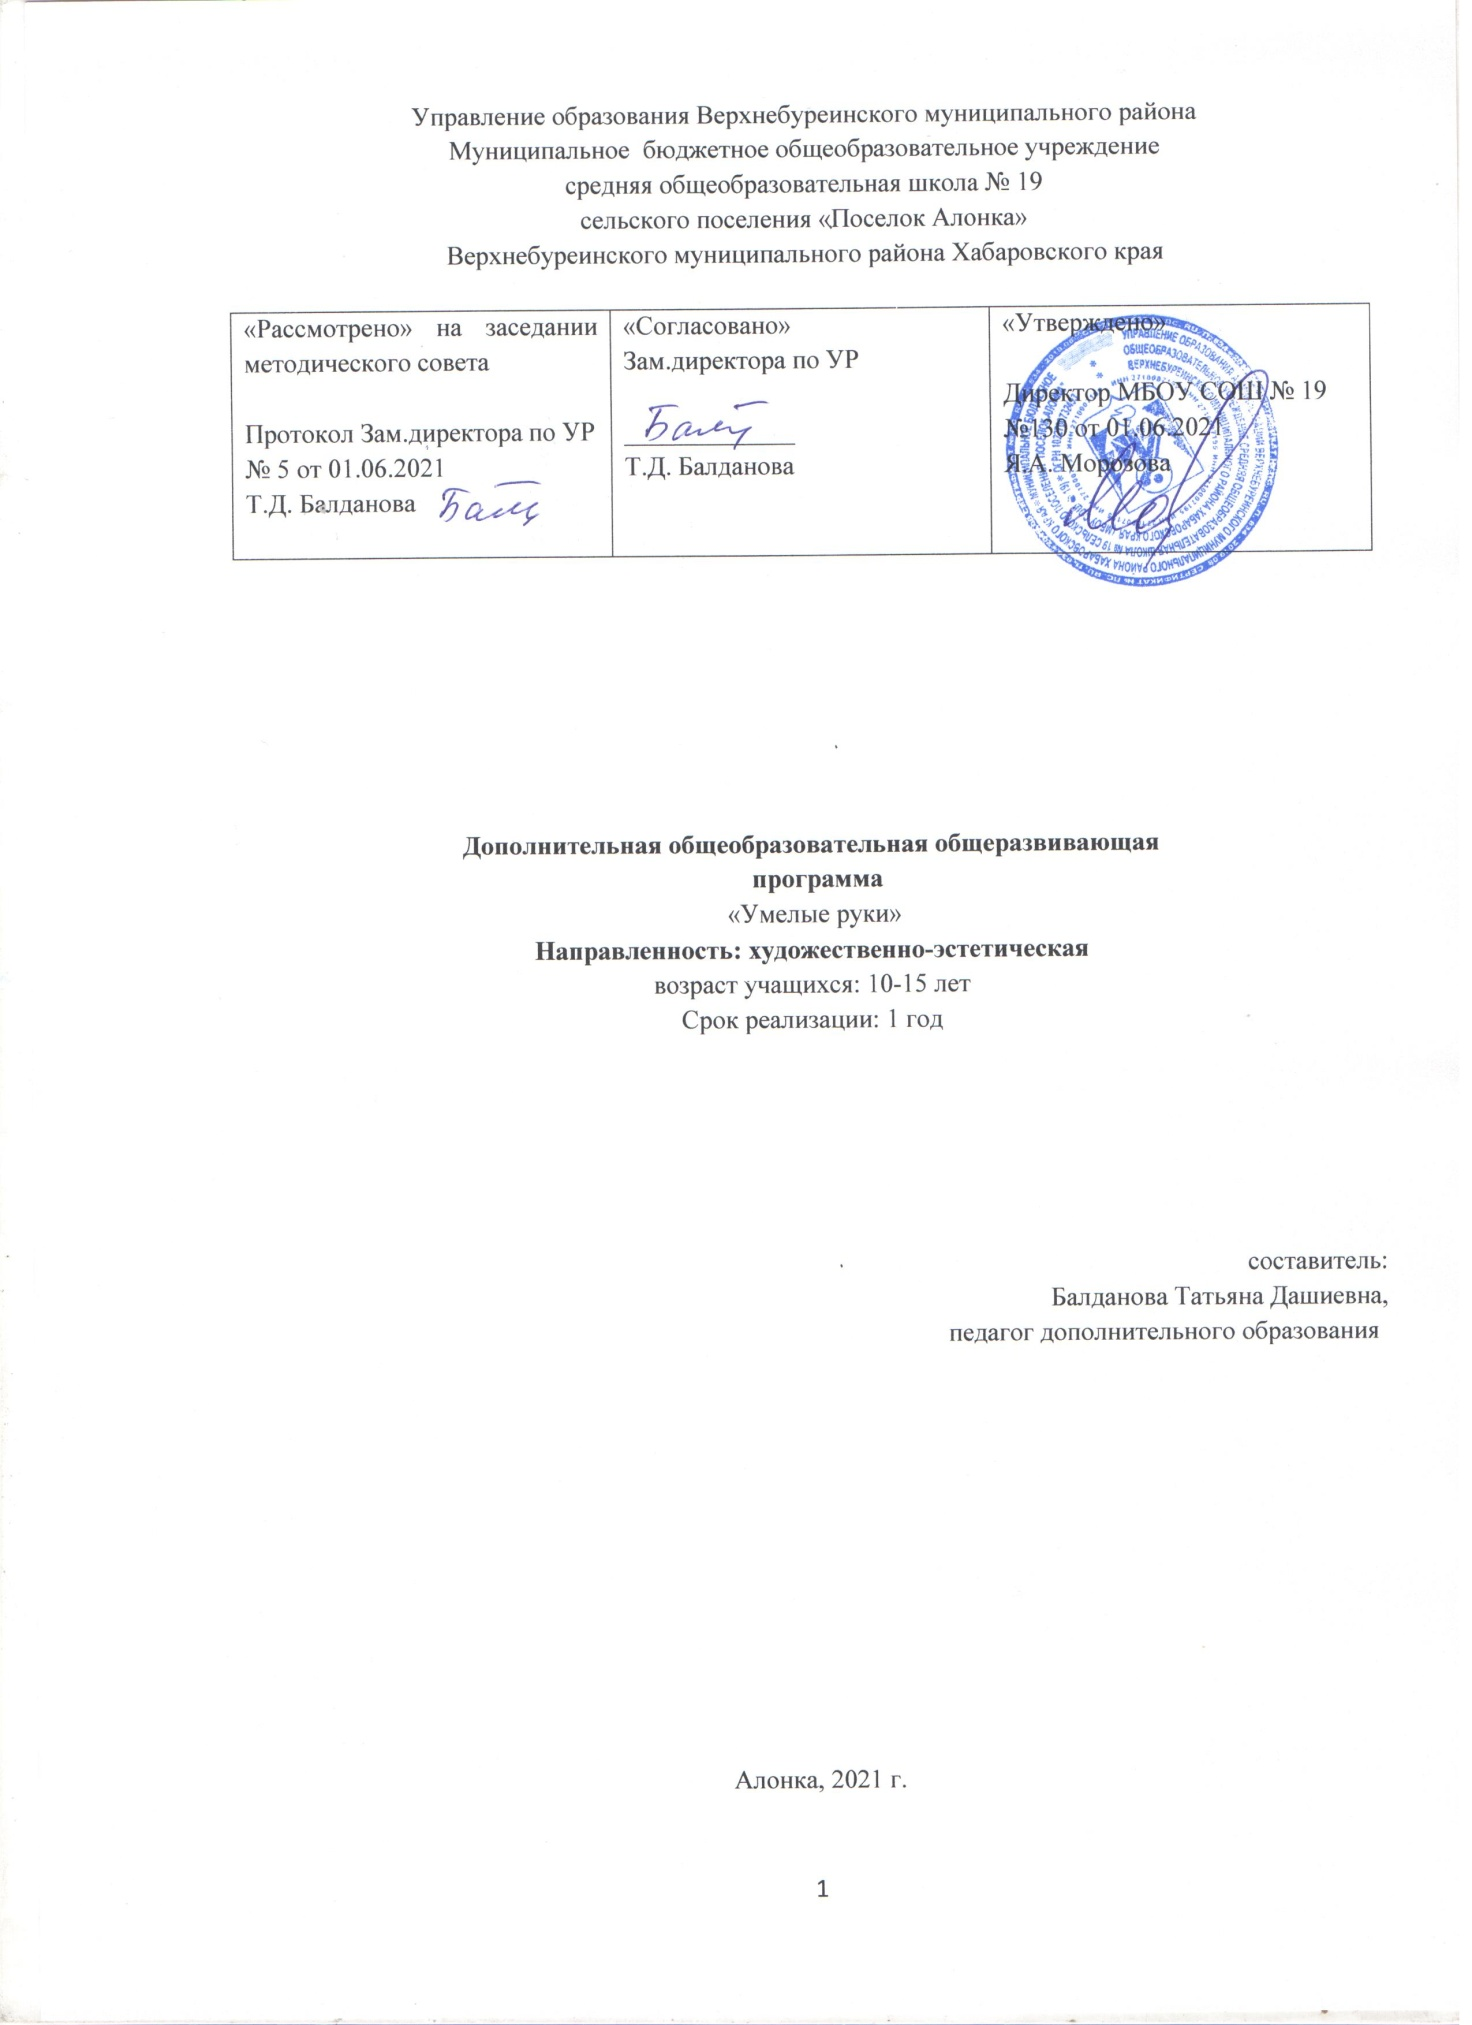 Управление образования Верхнебуреинского муниципального района
Муниципальное бюджетное общеобразовательное учреждение
средняя общеобразовательная школа № 19
сельского поселения «Поселок Алонка»
Верхнебуреинского муниципального района Хабаровского края
«Рассмотрено» на заседании
методического совета
Протокол Зам.директора по УР
№ 5 от 01.06.2021
Т.Д. Балданова
«Согласовано»
Зам.директора по УР
Т.Д. Балданова
«Утверждено»
Директор МБОУ СОШ № 19
№130 от 01.06.2021
Я.А. Морозова
Дополнительная общеобразовательная общеразвивающая
программа
«Умелые руки»
Направленность: художественно-эстетическая
возраст учащихся: 10-15 лет
Срок реализации: 1 год
составитель:
Балданова Татьяна Дашиевна,
педагог дополнительного образования
Алонка, 2021 г.
1